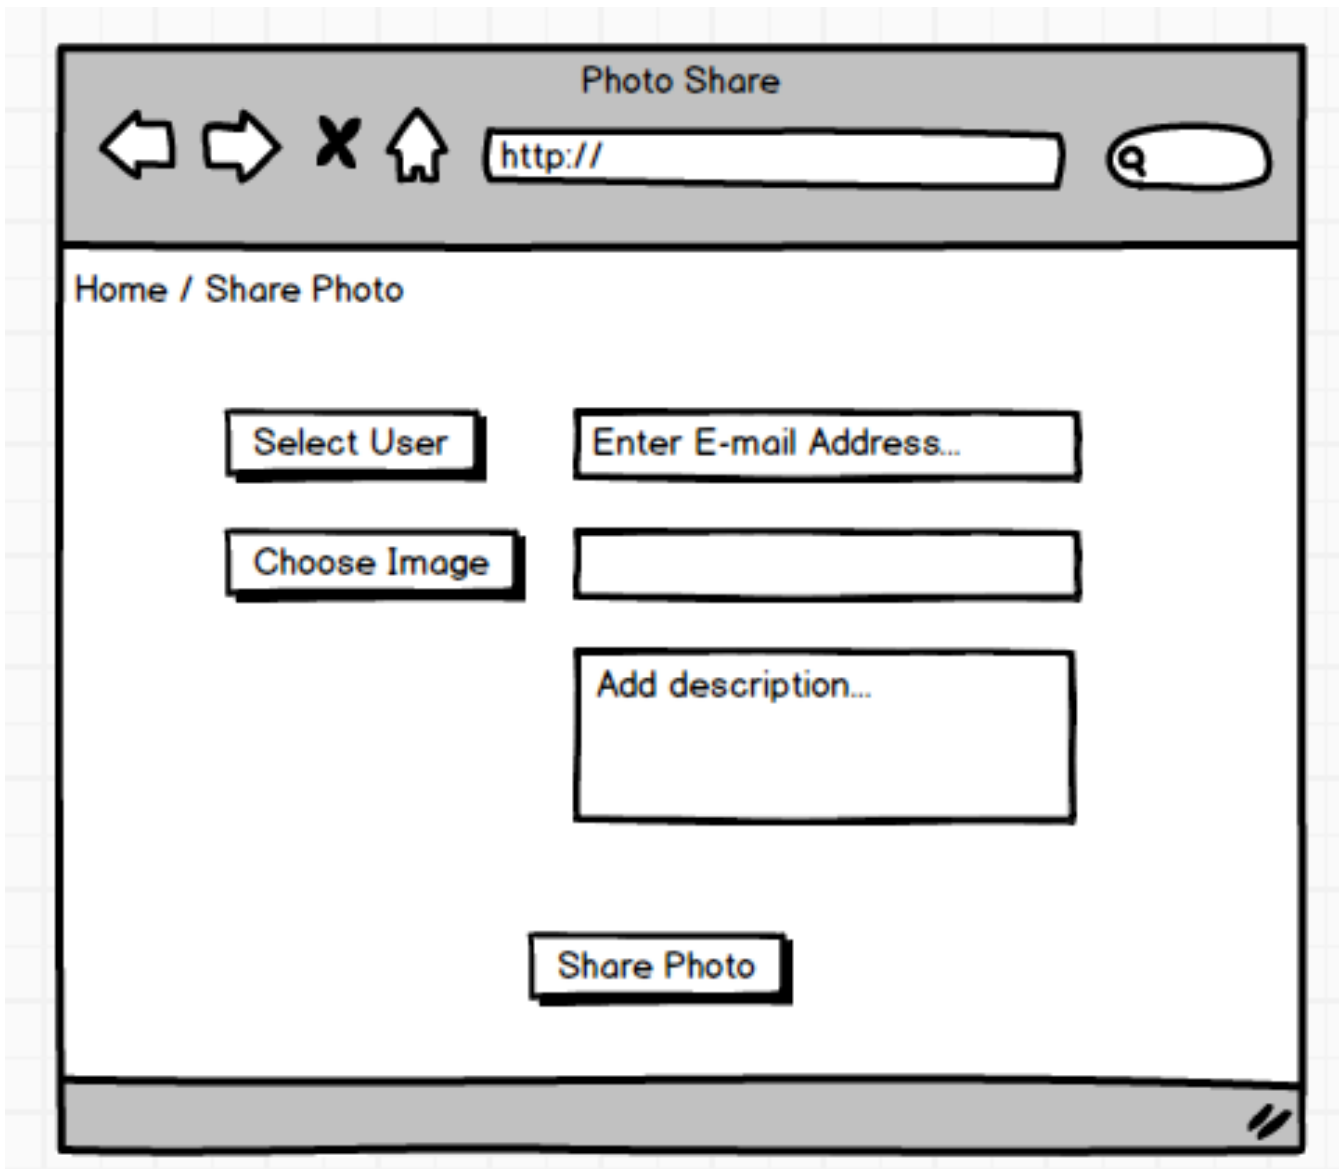 Photo Share
http://
Home / Share Photo
Select User
Enter E-mail Address...
Choose Image
Add description...
Share Photo